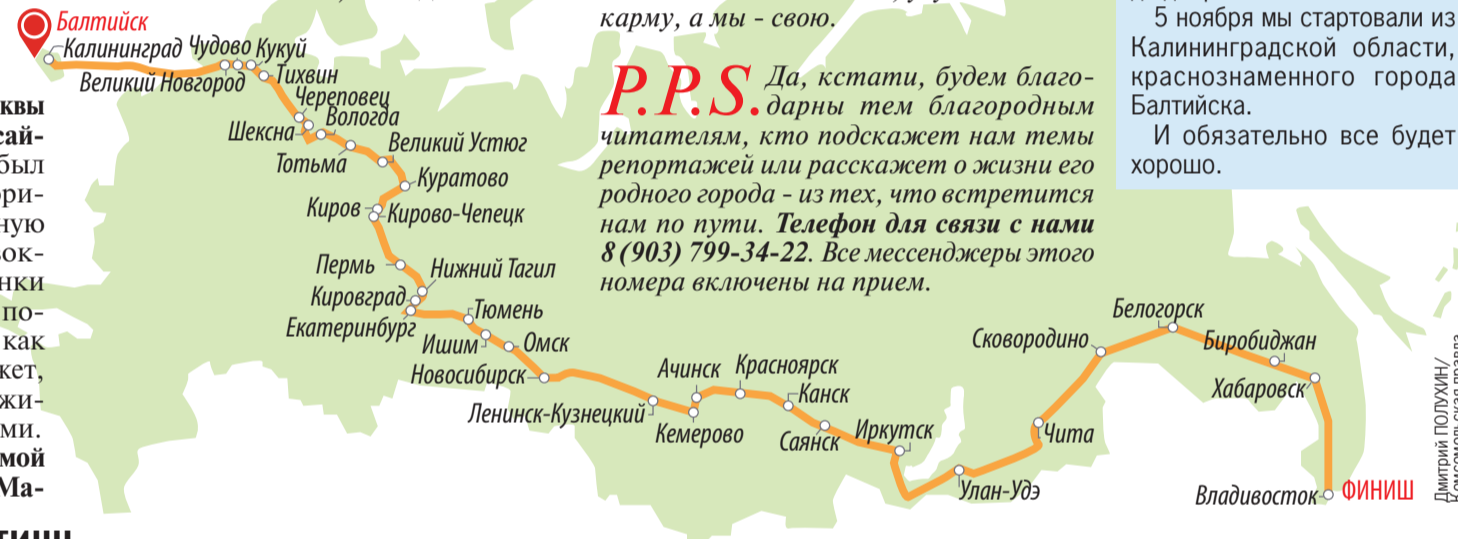 квы
сай-
был
ори-
ную
вок-
нки
по-
как
жет,
жи-
ми.
мой
Ма-
карму, а мы - свою.
P.P.S. Да, кстати, будем благо-
дарны тем благородным
читателям, кто подскажет нам темы
репортажей или расскажет о жизни его
родного города - из тех, что встретится
нам по пути. Телефон для связи с нами
8 (903) 799-34-22. Все мессенджеры этого
номера включены на прием.
5 ноября мы стартовали из
Калининградской области,
краснознаменного города
Балтийска.
И обязательно все будет
хорошо.
Балтийск
Калининград
Великий Новгород
Чудово
Кукуй
Тихвин
Череповец
Шексна
Вологда
Тотьма
Великий Устюг
Куратово
Киров
Кирово-Чепецк
Пермь
Нижний Тагил
Кировград
Екатеринбург
Тюмень
Ишим
Омск
Новосибирск
Ленинск-Кузнецкий
Кемерово
Ачинск
Красноярск
Канск
Саянск
Иркутск
Улан-Удэ
Чита
Сковородино
Белогорск
Биробиджан
Хабаровск
Владивосток
ФИНИШ
Дмитрий ПОЛУХИН/
Комсомольская правда